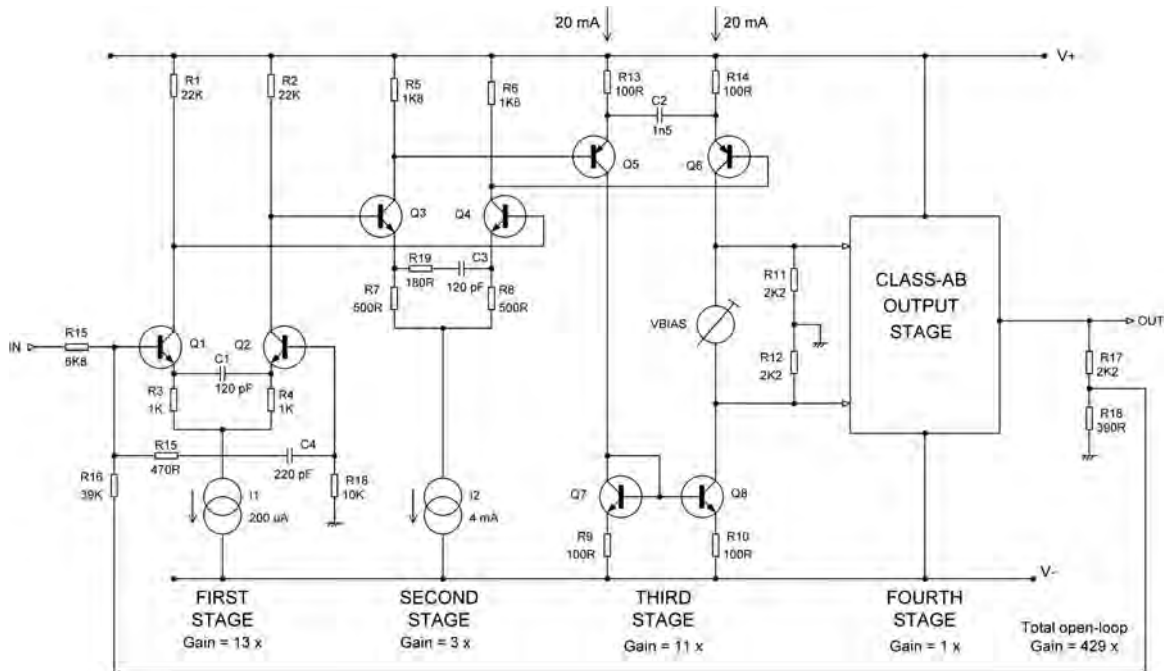 20 mA
20 mA
V+
R1
22K
R2
22K
R5
1K8
R6
1K8
R13
100R
R14
100R
C2
1n5
Q5
Q6
Q3
Q4
R19
180R
C3
120 pF
R7
500R
R8
500R
R11
2K2
VBIAS
R12
2K2
CLASS-AB
OUTPUT
STAGE
OUT
R17
2K2
R18
390R
IN
R15
6K8
Q1
Q2
C1
120 pF
R3
1K
R4
1K
R15
470R
C4
220 pF
R16
39K
R18
10K
I1
200 uA
I2
4 mA
Q7
Q8
R9
100R
R10
100R
V-
FIRST
STAGE
Gain = 13 x
SECOND
STAGE
Gain = 3 x
THIRD
STAGE
Gain = 11 x
FOURTH
STAGE
Gain = 1 x
Total open-loop
Gain = 429 x